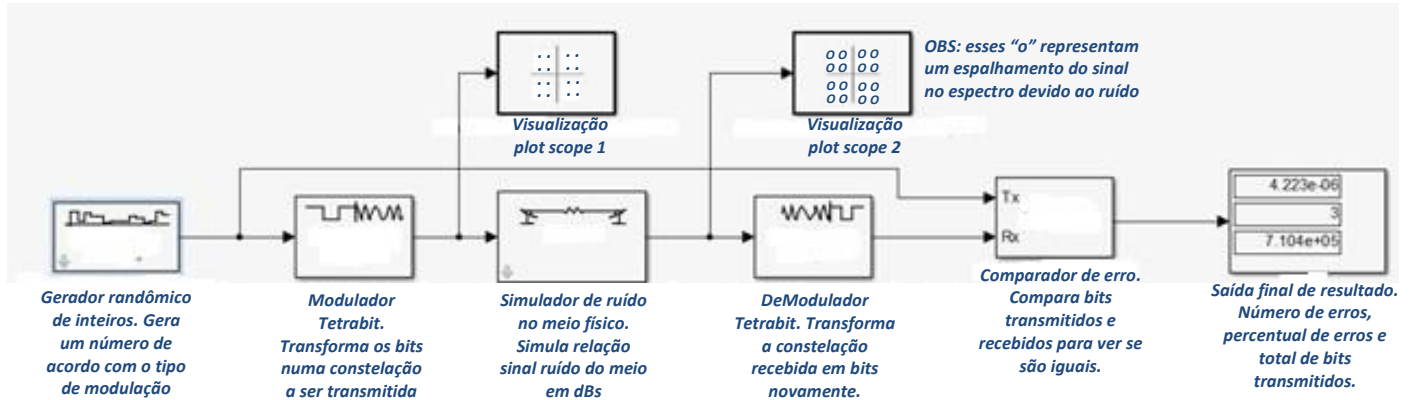 OBS: esses “o” representam
um espalhamento do sinal
no espectro devido ao ruído
Visualização
plot scope 1
Visualização
plot scope 2
Tx
Rx
4.223e-06
3
7.104e+05
Gerador randômico
de inteiros. Gera
um número de
acordo com o tipo
de modulação
Modulador
Tetrabit.
Transforma os bits
numa constelação
a ser transmitida
Simulador de ruído
no meio físico.
Simula relação
sinal ruído do meio
em dBs
DeModulador
Tetrabit. Transforma
a constelação
recebida em bits
novamente.
Comparador de erro.
Compara bits
transmitidos e
recebidos para ver se
são iguais.
Saída final de resultado.
Número de erros,
percentual de erros e
total de bits
transmitidos.